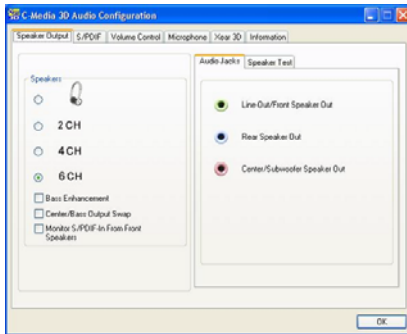 C-Media 3D Audio Configuration
Speaker Output S/PDIF Volume Control Microphone Xear 3D Information
Speakers
2 CH
4 CH
6 CH
Bass Enhancement
Center/Bass Output Swap
Monitor S/PDIF-In From Front
Speakers
Audio Jacks Speaker Test
Line-Out/Front Speaker Out
Rear Speaker Out
Center/Subwoofer Speaker Out
OK